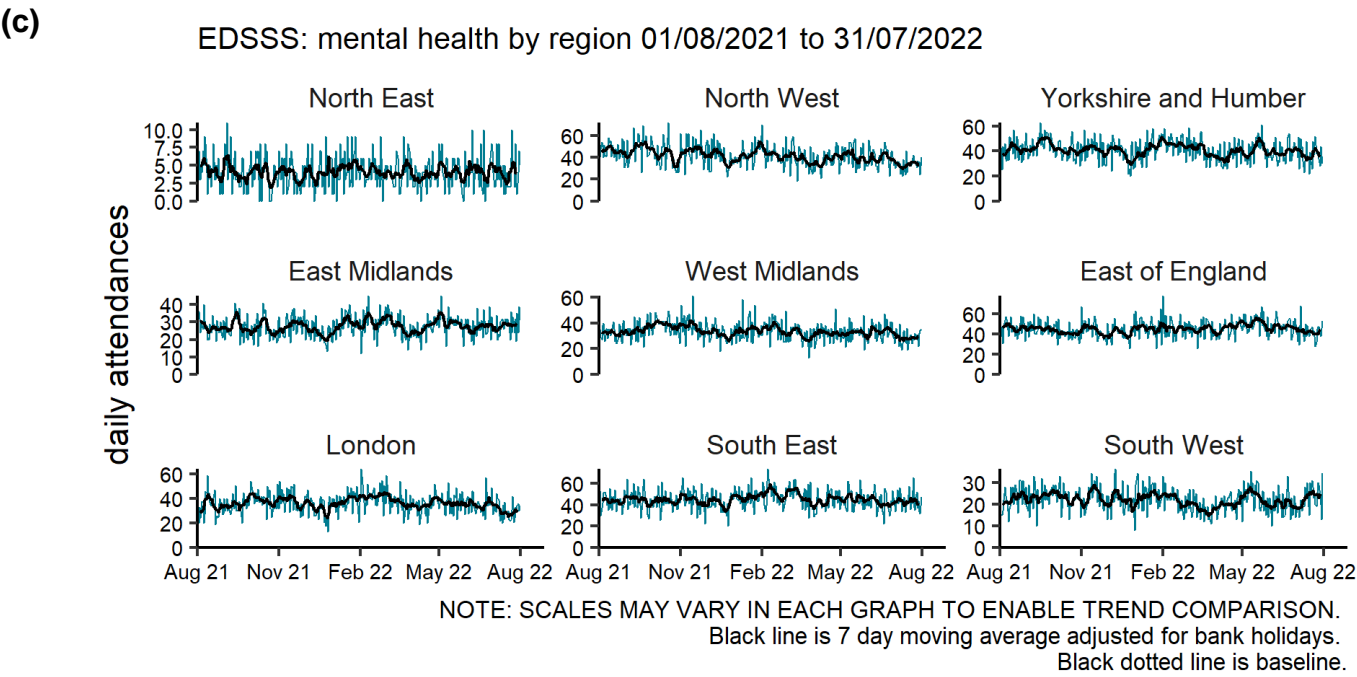 (c)
EDSSS: mental health by region 01/08/2021 to 31/07/2022
daily attendances
North East
10.0
7.5
5.0
2.5
0.0
North West
60
40
20
0
Yorkshire and Humber
60
40
20
0
East Midlands
40
30
20
10
0
West Midlands
60
40
20
0
East of England
60
40
20
0
London
60
40
20
0
Aug 21 Nov 21 Feb 22 May 22 Aug 22
South East
60
40
20
0
Aug 21 Nov 21 Feb 22 May 22 Aug 22
South West
30
20
10
0
Aug 21 Nov 21 Feb 22 May 22 Aug 22
NOTE: SCALES MAY VARY IN EACH GRAPH TO ENABLE TREND COMPARISON.
Black line is 7 day moving average adjusted for bank holidays.
Black dotted line is baseline.